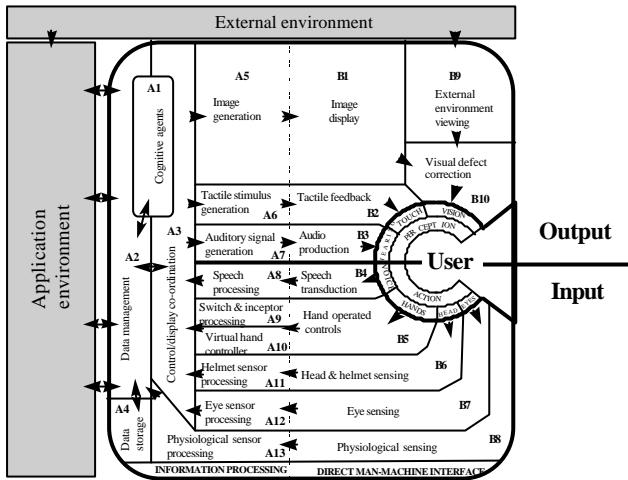 External environment
Application
environment
A1
Cognitive agents
A2
Data management
A3
Control/display co-ordination
A4
Data
storage
A5
Image
generation
B1
Image
display
B9
External
environment
viewing
Visual defect
correction
B10
Tactile stimulus
generation
A6
Tactile feedback
B2
Auditory signal
generation
A7
Audio
production
B3
Speech
processing
A8
Speech
transduction
B4
Switch & inceptor
processing
A9
Hand operated
controls
B5
Virtual hand
controller
A10
Helmet sensor
processing
A11
Head & helmet sensing
B6
Eye sensor
processing
A12
Eye sensing
B7
Physiological sensor
processing
A13
Physiological sensing
B8
TOUCH
VISION
PER CEPT ION
User
ACTION
HANDS
HEAD
EYES
Output
Input
INFORMATION PROCESSING
DIRECT MAN-MACHINE INTERFACE